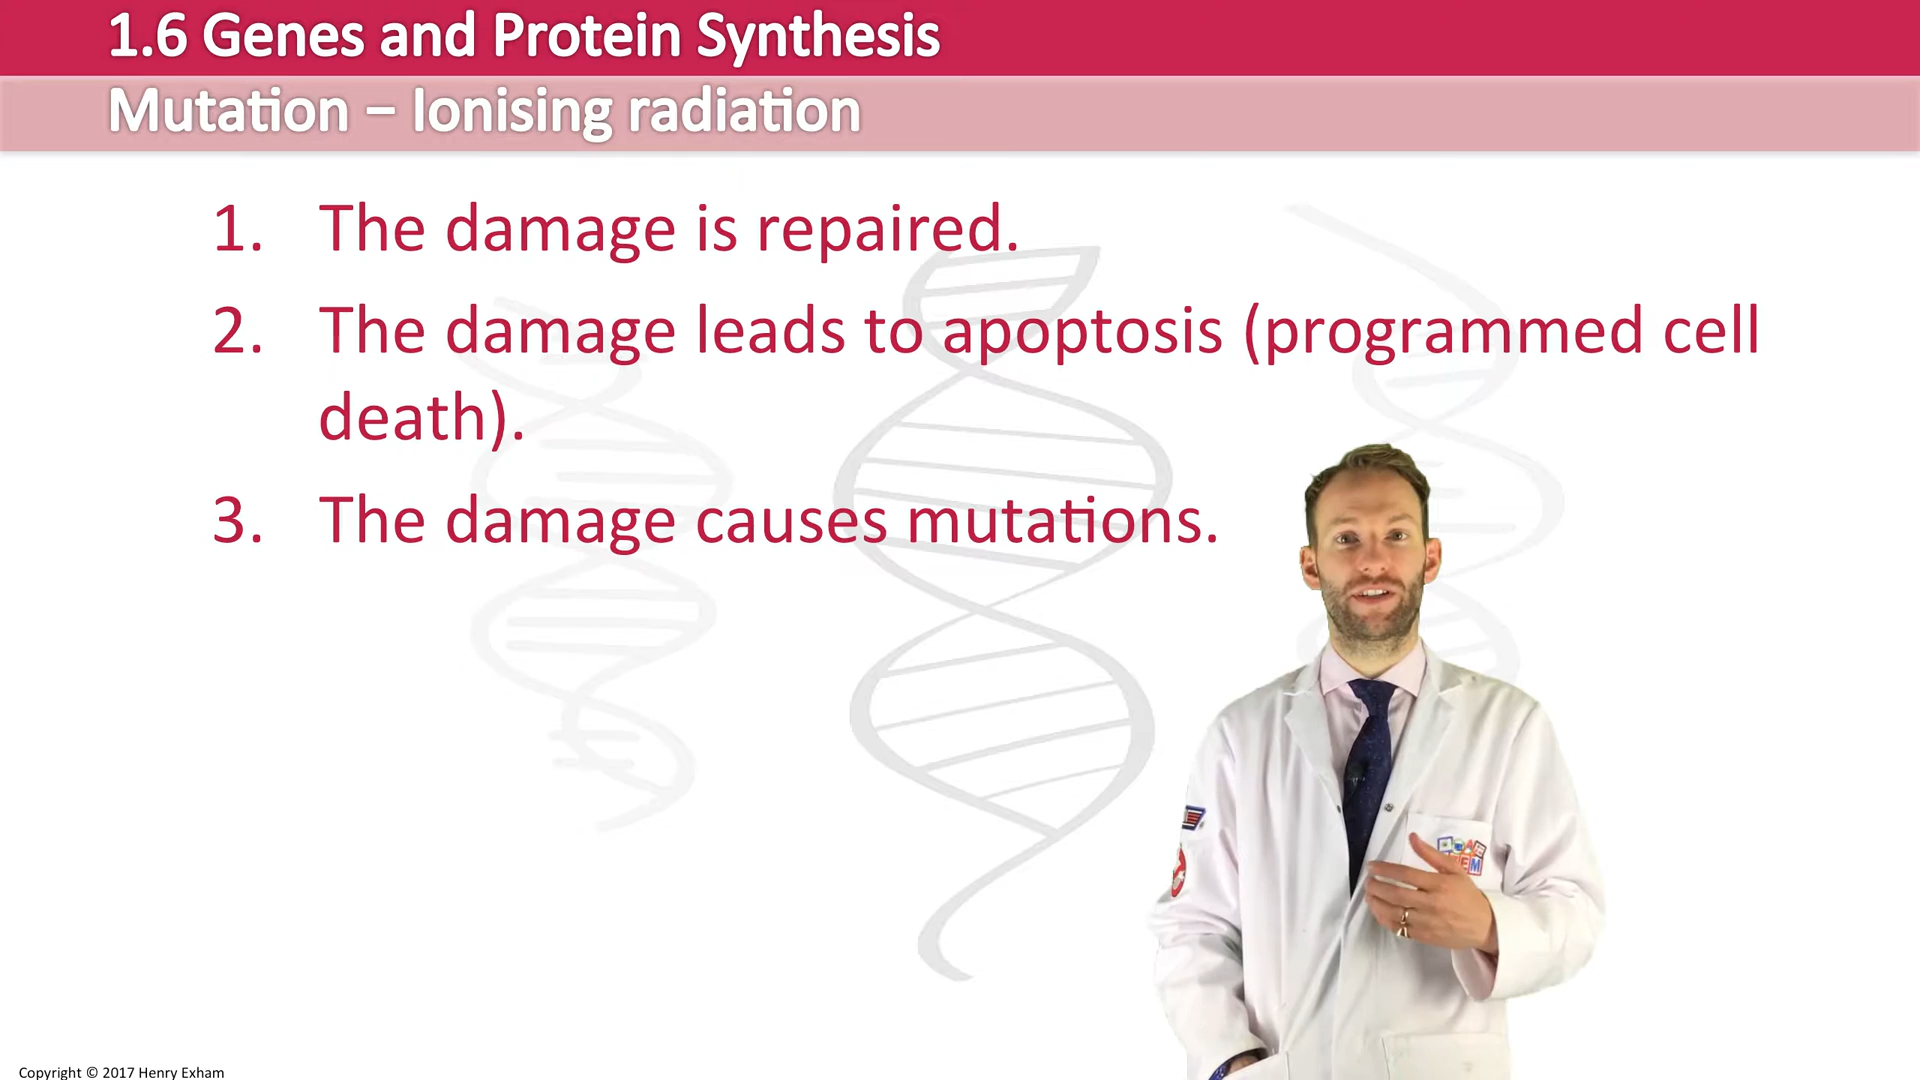 1.6 Genes and Protein Synthesis
Mutation – Ionising radiation
1. The damage is repaired.
2. The damage leads to apoptosis (programmed cell
death).
3. The damage causes mutations.
Copyright © 2017 Henry Exham